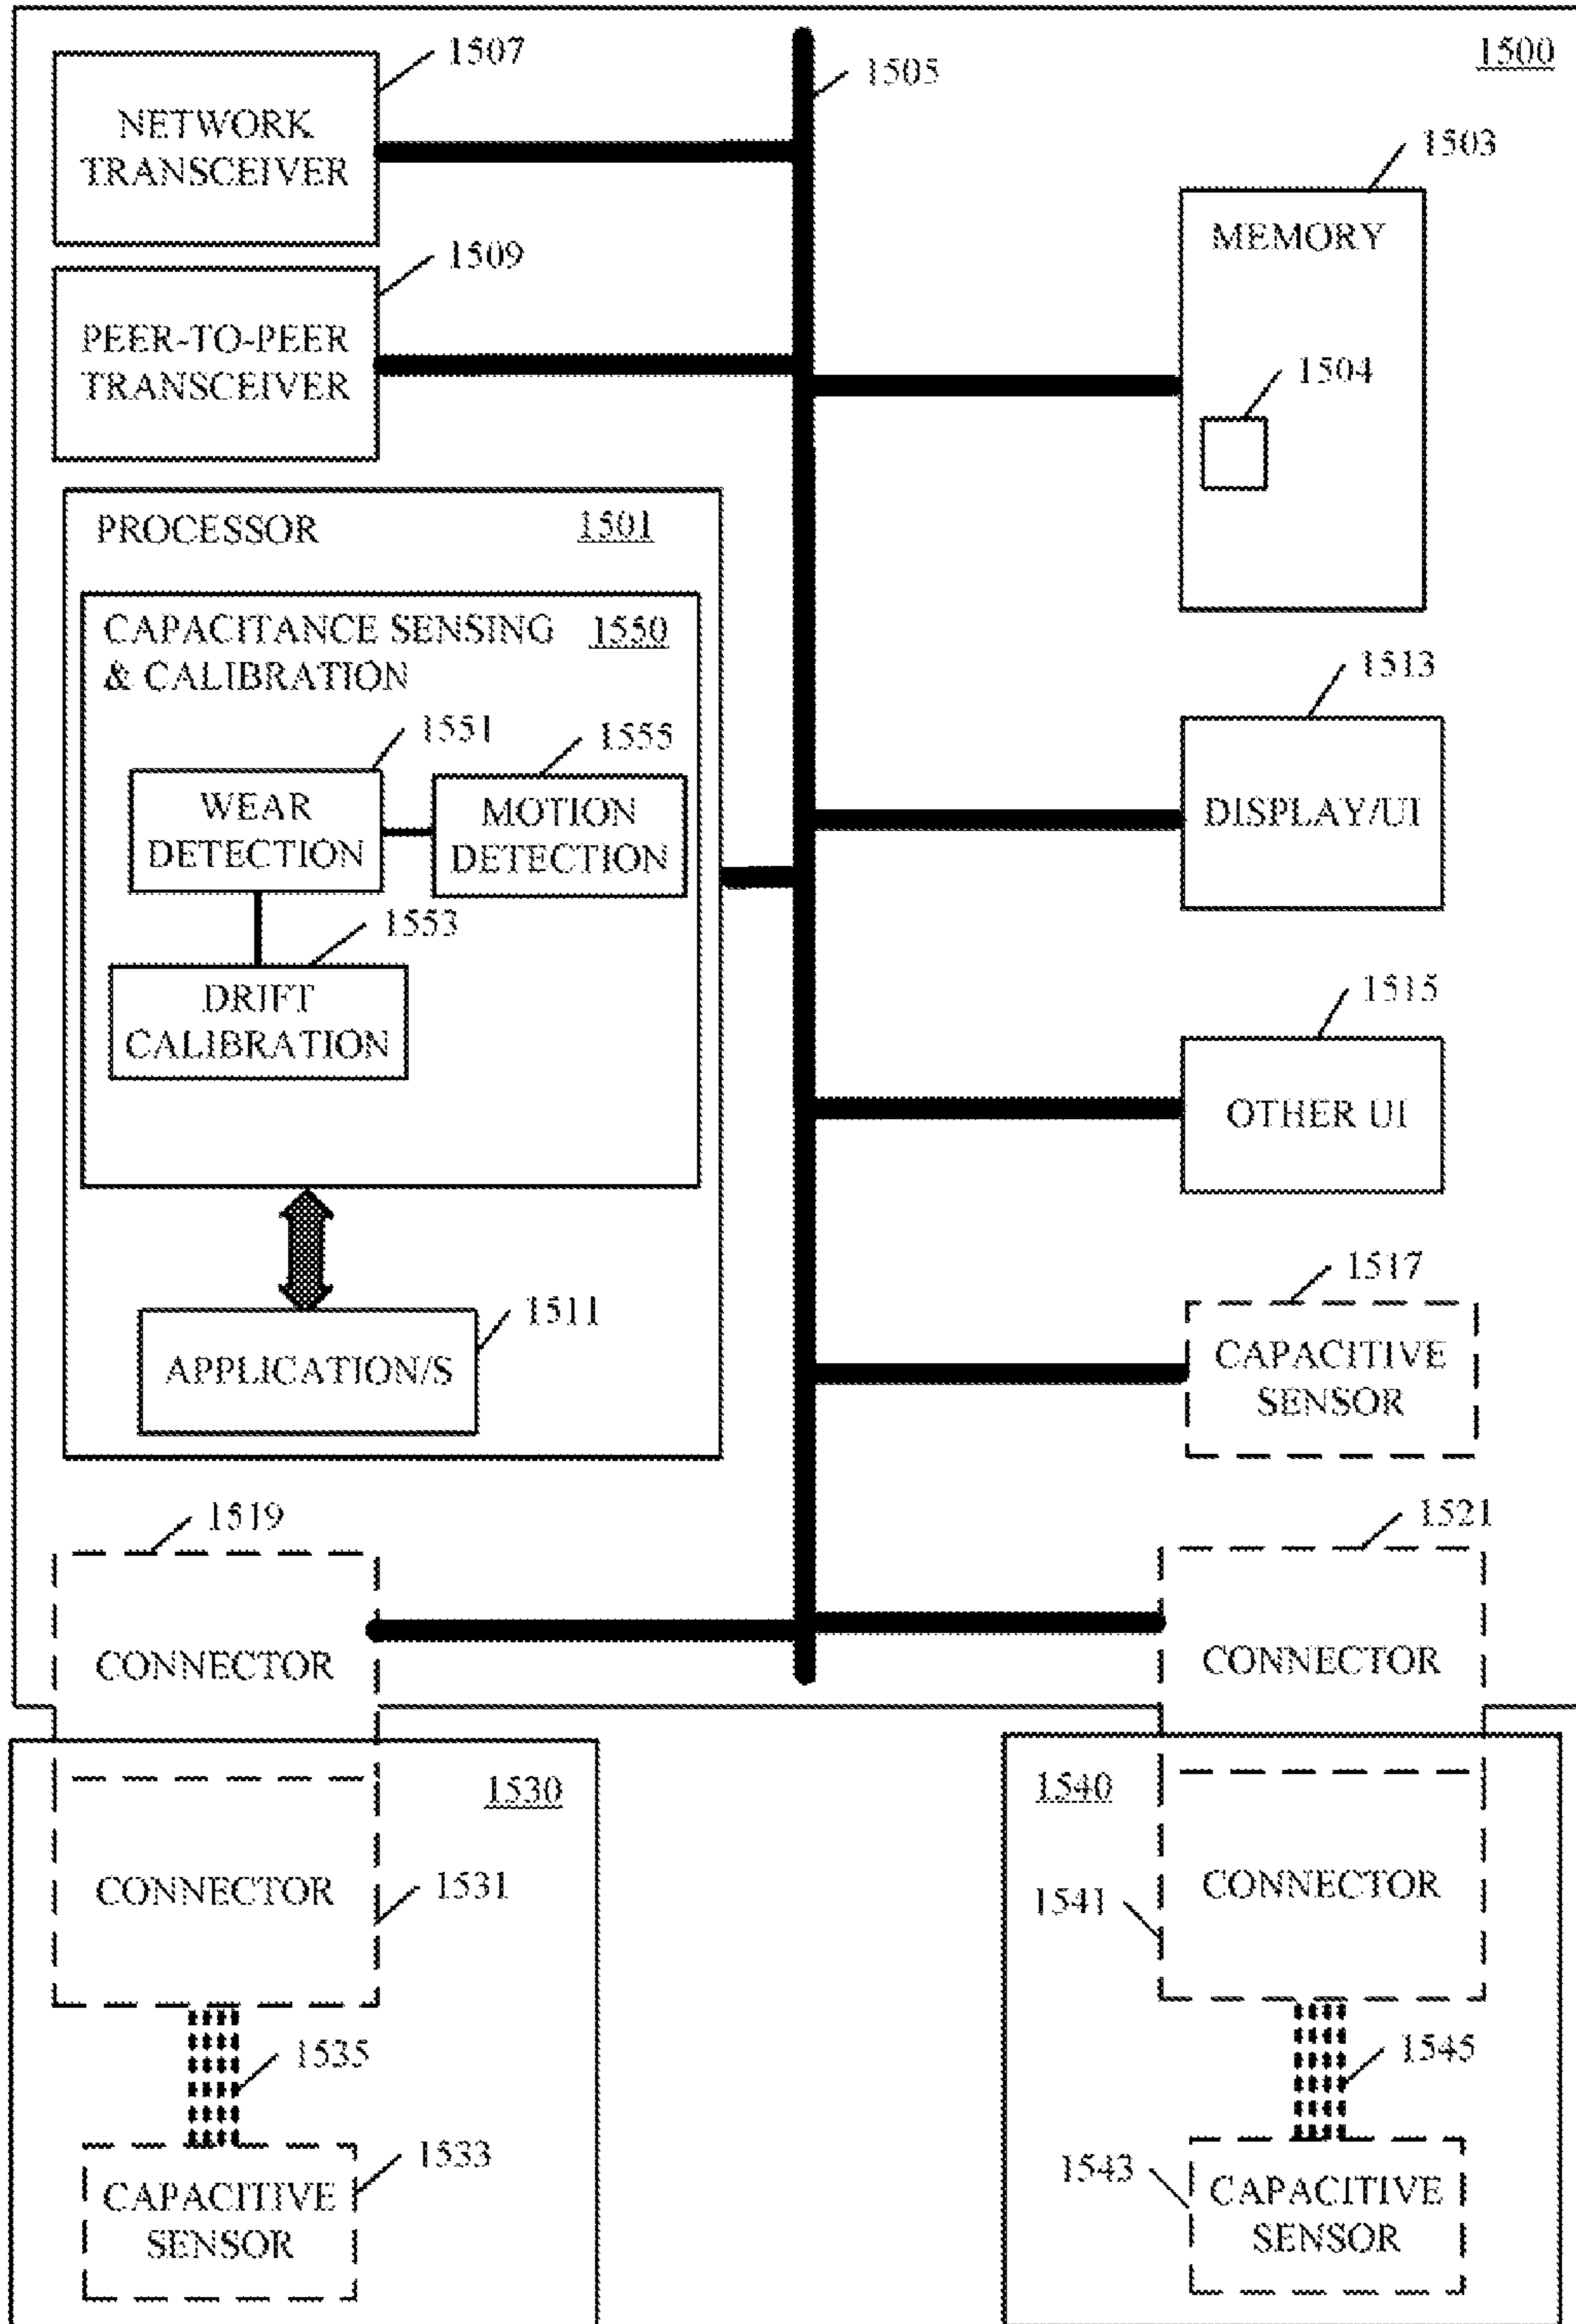 1500
1507
1505
NETWORK
TRANSCEIVER
1503
MEMORY
1509
PEER-TO-PEER
TRANSCEIVER
1504
PROCESSOR 1501
CAPACITANCE SENSING 1550
& CALIBRATION
1551
1555
WEAR
DETECTION
MOTION
DETECTION
1553
DRIFT
CALIBRATION
1513
DISPLAY/UI
1515
OTHER UI
1511
APPLICATION/S
1517
CAPACITIVE
SENSOR
1519
CONNECTOR
1521
CONNECTOR
1530
CONNECTOR
1531
1535
1533
CAPACITIVE
SENSOR
1540
CONNECTOR
1541
1545
1543
CAPACITIVE
SENSOR